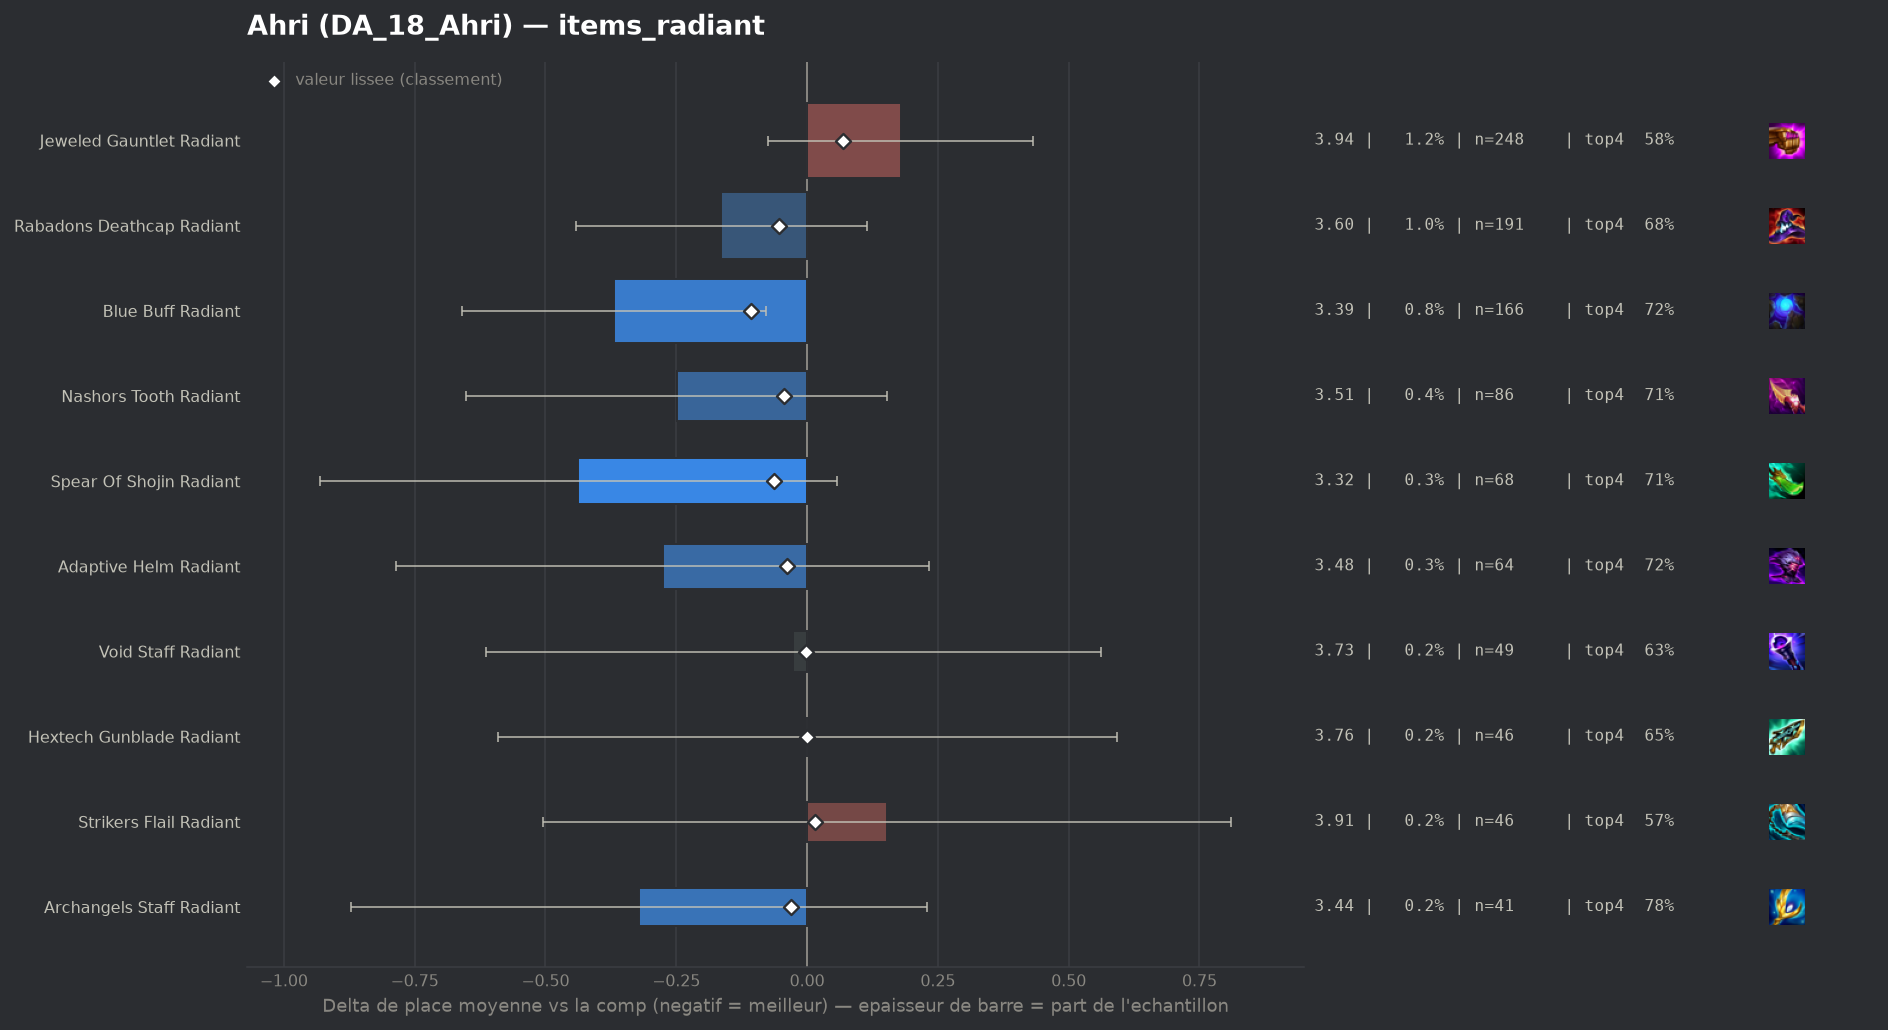 Ahri (DA_18_Ahri) — items_radiant
valeur lissee (classement)
Jeweled Gauntlet Radiant 3.94 | 1.2% | n=248 | top4 58%
Rabadons Deathcap Radiant 3.60 | 1.0% | n=191 | top4 68%
Blue Buff Radiant 3.39 | 0.8% | n=166 | top4 72%
Nashors Tooth Radiant 3.51 | 0.4% | n=86 | top4 71%
Spear Of Shojin Radiant 3.32 | 0.3% | n=68 | top4 71%
Adaptive Helm Radiant 3.48 | 0.3% | n=64 | top4 72%
Void Staff Radiant 3.73 | 0.2% | n=49 | top4 63%
Hextech Gunblade Radiant 3.76 | 0.2% | n=46 | top4 65%
Strikers Flail Radiant 3.91 | 0.2% | n=46 | top4 57%
Archangels Staff Radiant 3.44 | 0.2% | n=41 | top4 78%
−1.00 −0.75 −0.50 −0.25 0.00 0.25 0.50 0.75
Delta de place moyenne vs la comp (negatif = meilleur) — epaisseur de barre = part de l'echantillon